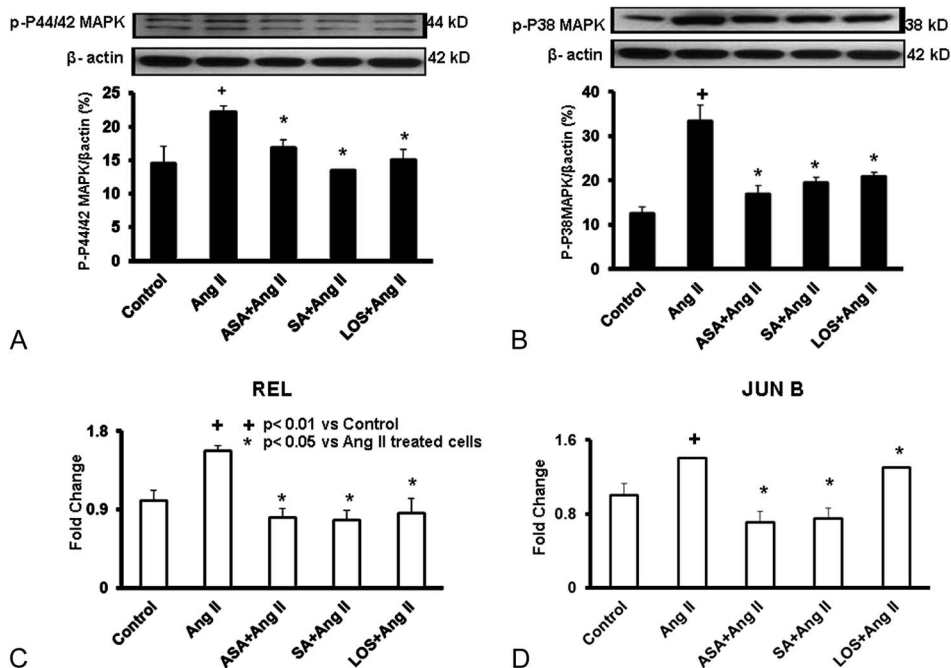 p-P44/42 MAPK
44 kD
β- actin
42 kD
P-P44/42 MAPK/βactin (%)
25
20
15
10
5
0
+
*
*
*
Control
Ang II
ASA+Ang II
SA+Ang II
LOS+Ang II
A
p-P38 MAPK
38 kD
β- actin
42 kD
P-P38MAPK/βactin (%)
40
30
20
10
0
+
*
*
*
Control
Ang II
ASA+Ang II
SA+Ang II
LOS+Ang II
B
REL
+ p< 0.01 vs Control
* p< 0.05 vs Ang II treated cells
Fold Change
1.8
0.9
0
+
*
*
*
Control
Ang II
ASA+Ang II
SA+Ang II
LOS+Ang II
C
JUN B
Fold Change
1.6
0.8
0
+
*
*
*
Control
Ang II
ASA+Ang II
SA+Ang II
LOS+Ang II
D